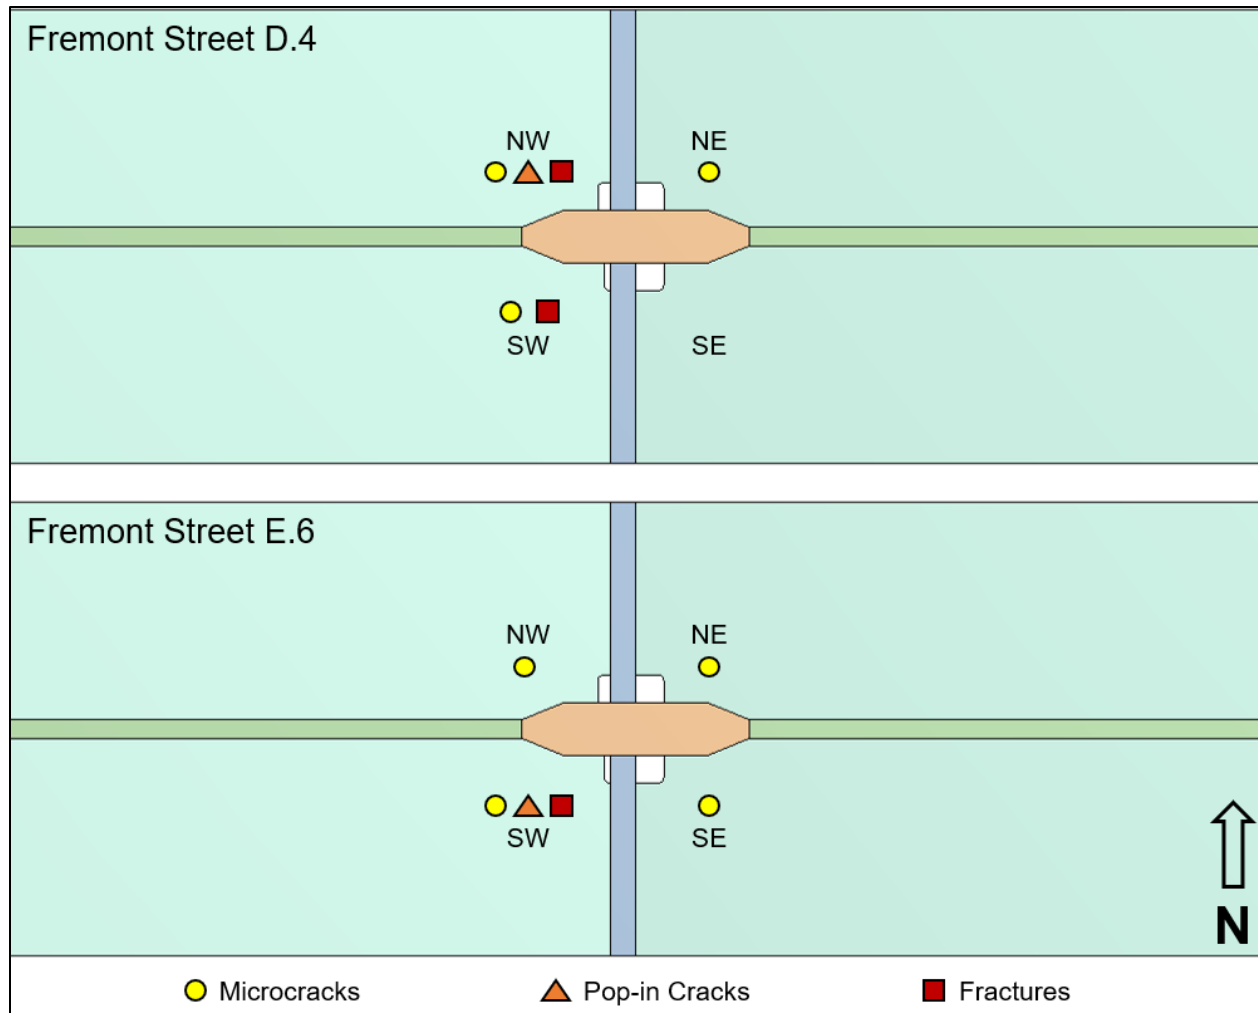 Fremont Street D.4
NW NE
SW SE
Fremont Street E.6
NW NE
SW SE
N
Microcracks Pop-in Cracks Fractures